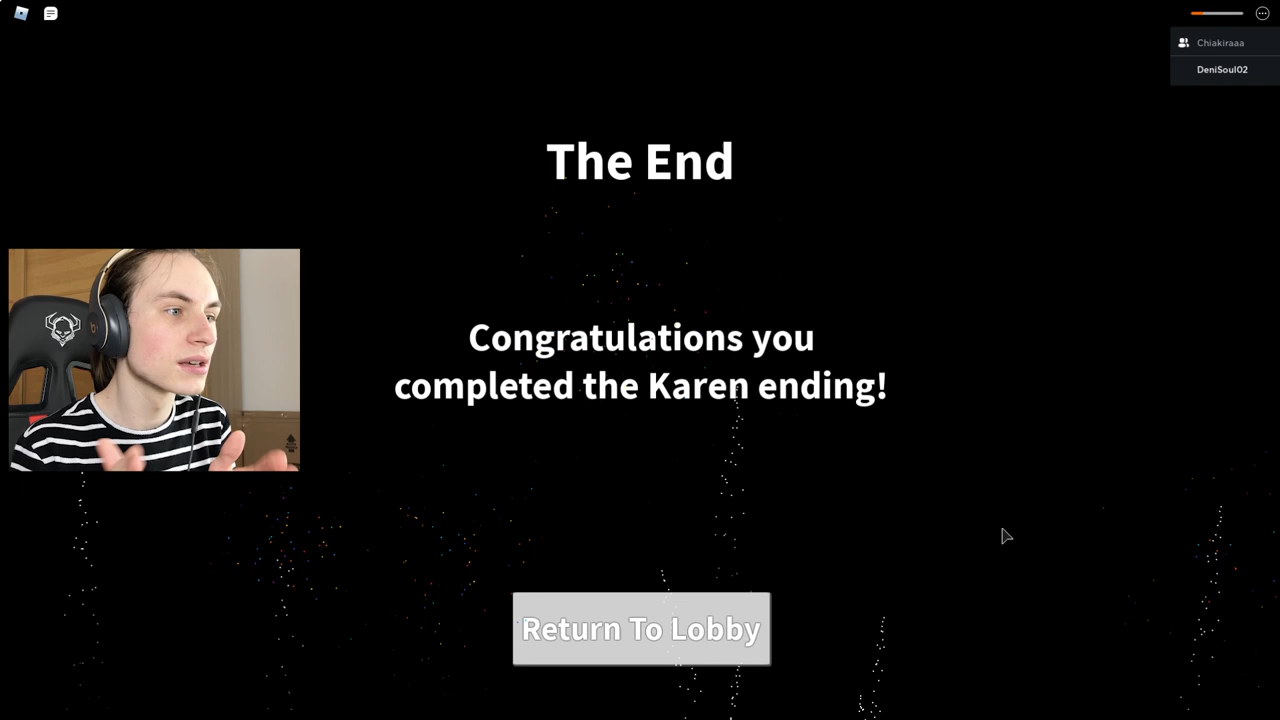 Chiakiraaa
DeniSoul02
The End
Congratulations you
completed the Karen ending!
Return To Lobby